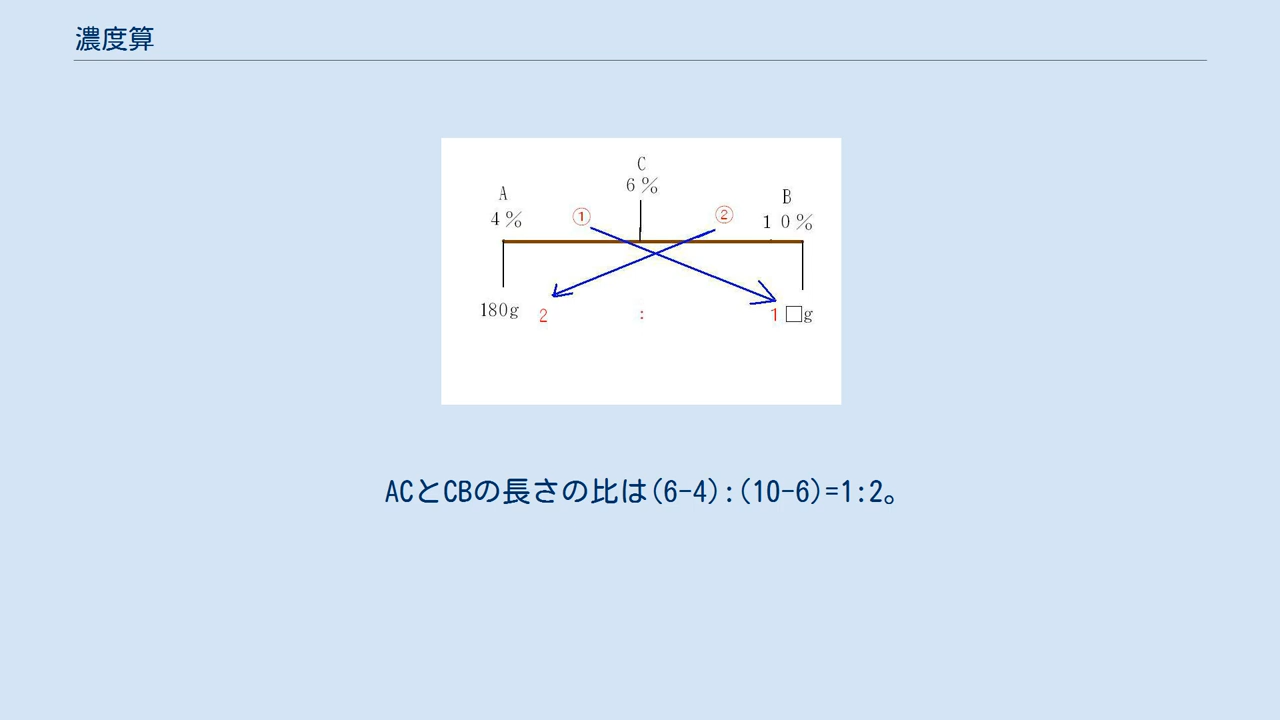 濃度算
C
6%
A
4%
①
②
B
10%
180g
2
:
1
□g
ACとCBの長さの比は(6-4):(10-6)=1:2。